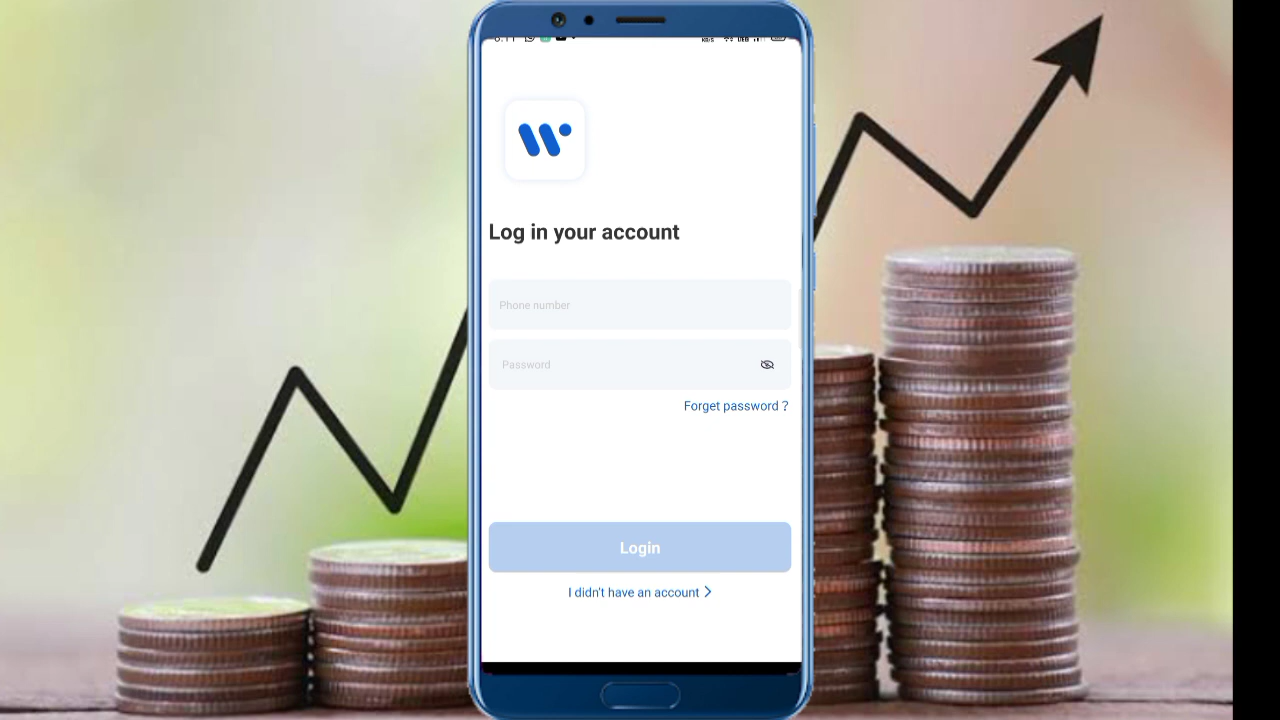 Log in your account
Phone number
Password
Forget password ?
Login
I didn't have an account